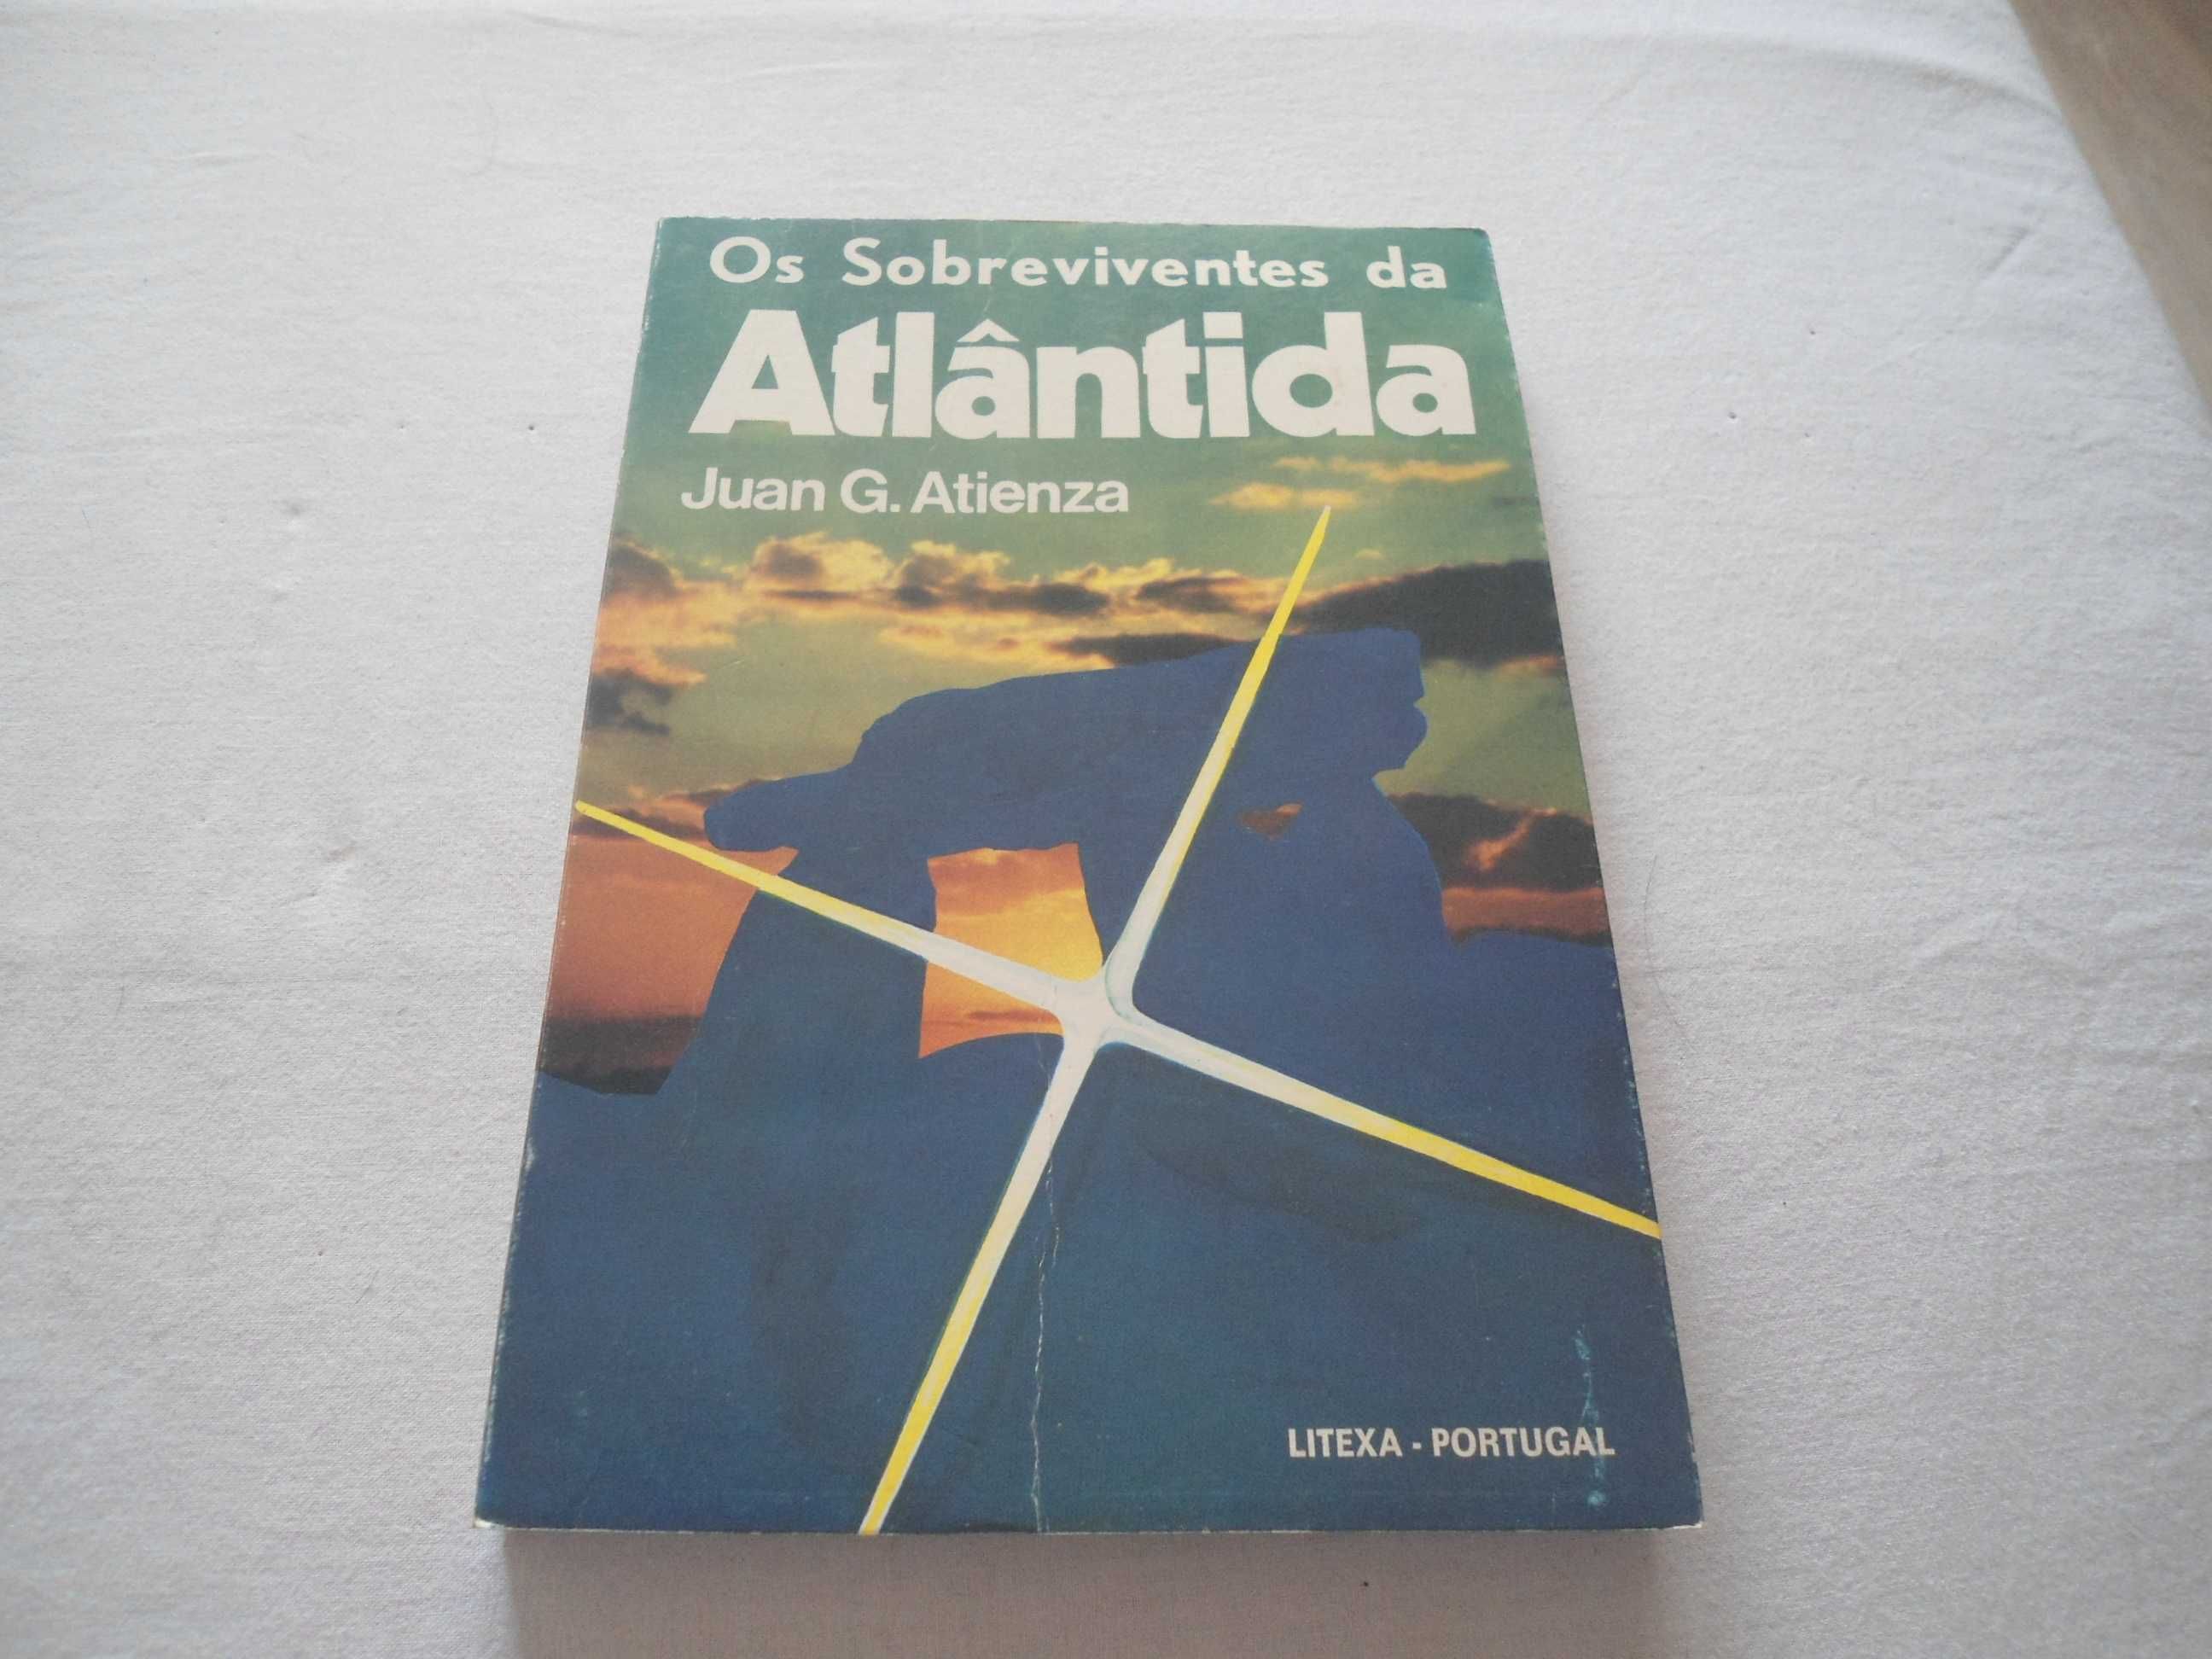 Os Sobreviventes da
Atlântida
Juan G. Atienza
LITEXA - PORTUGAL